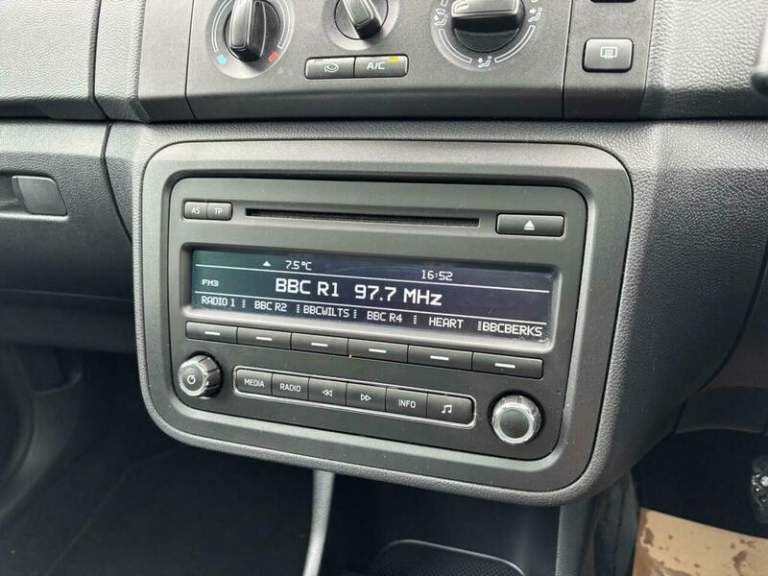 A/C
AS TP
7.5°C 16:52
FM3 BBC R1 97.7 MHz
RADIO 1 BBC R2 BBCWILTS BBC R4 HEART BBCBERKS
MEDIA RADIO INFO